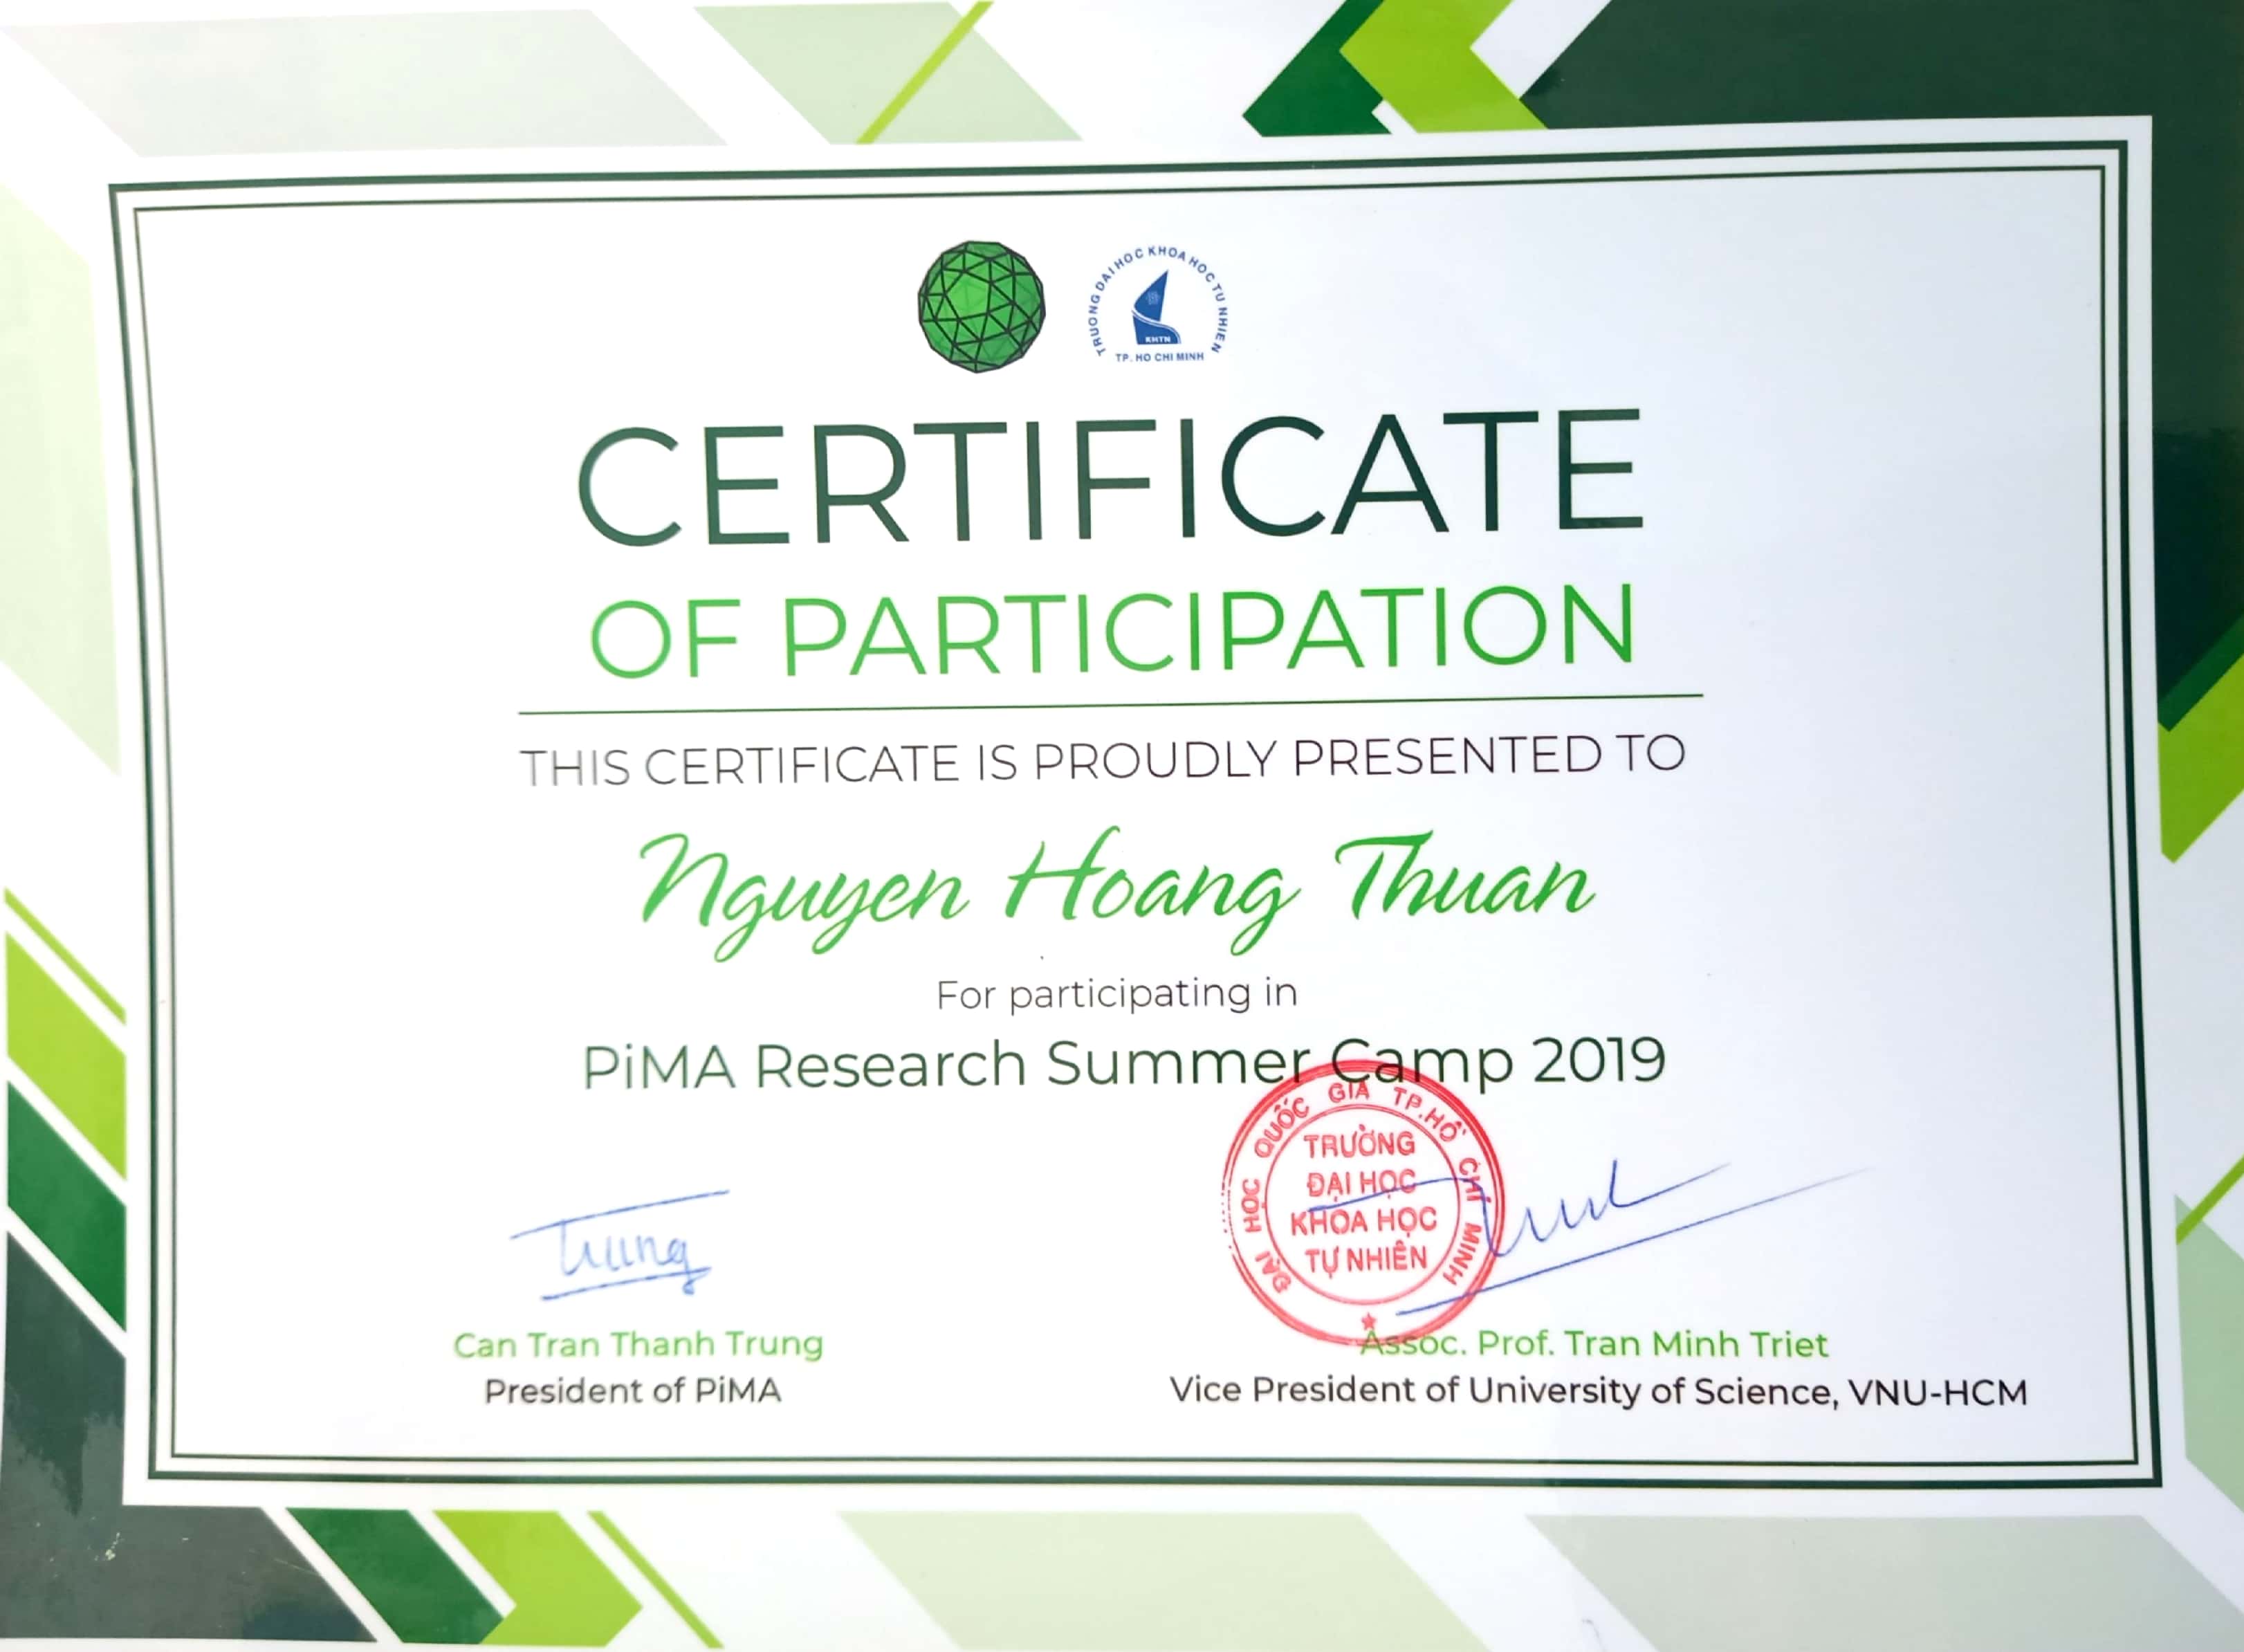 TRUONG DAI HOC KHOA HOC TU NHIEN
KHTN
TP. HO CHI MINH
CERTIFICATE
OF PARTICIPATION
THIS CERTIFICATE IS PROUDLY PRESENTED TO
Nguyen Hoang Thuan
For participating in
PiMA Research Summer Camp 2019
ĐẠI HỌC QUỐC GIA TP.HỒ CHÍ MINH
TRƯỜNG
ĐẠI HỌC
KHOA HỌC
TỰ NHIÊN
Trung
Can Tran Thanh Trung
President of PiMA
Assoc. Prof. Tran Minh Triet
Vice President of University of Science, VNU-HCM